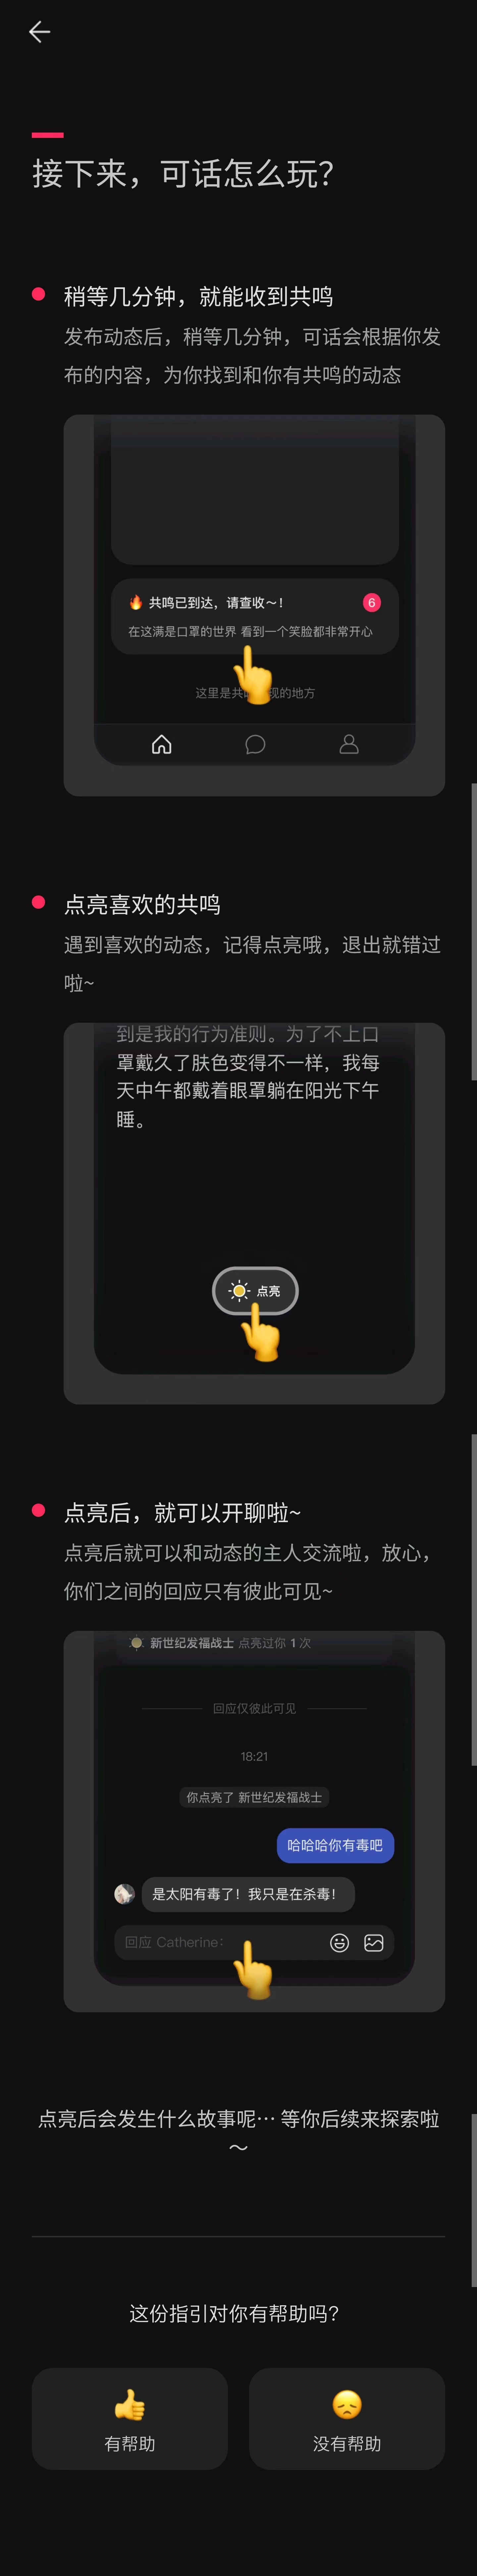 接下来，可话怎么玩？
稍等几分钟，就能收到共鸣
发布动态后，稍等几分钟，可话会根据你发
布的内容，为你找到和你有共鸣的动态
共鸣已到达，请查收～！
6
在这满是口罩的世界 看到一个笑脸都非常开心
这里是共 现的地方
点亮喜欢的共鸣
遇到喜欢的动态，记得点亮哦，退出就错过
啦~
到是我的行为准则。为了不上口
罩戴久了肤色变得不一样，我每
天中午都戴着眼罩躺在阳光下午
睡。
点亮
点亮后，就可以开聊啦~
点亮后就可以和动态的主人交流啦，放心，
你们之间的回应只有彼此可见~
新世纪发福战士 点亮过你 1 次
回应仅彼此可见
18:21
你点亮了 新世纪发福战士
哈哈哈你有毒吧
是太阳有毒了！我只是在杀毒！
回应 Catherine：
点亮后会发生什么故事呢… 等你后续来探索啦
～
这份指引对你有帮助吗？
有帮助
没有帮助